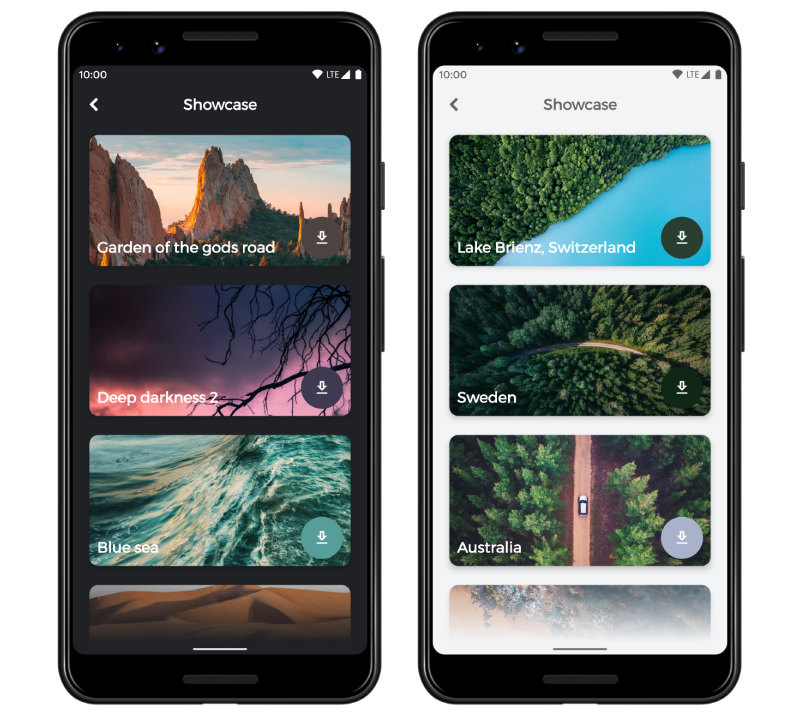 10:00 LTE
Showcase
Garden of the gods road
Deep darkness 2
Blue sea
10:00 LTE
Showcase
Lake Brienz, Switzerland
Sweden
Australia